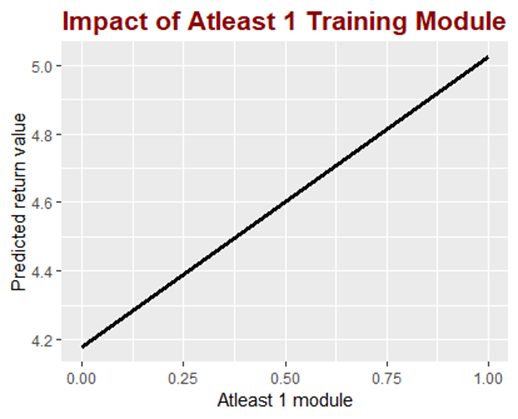 Impact of Atleast 1 Training Module
Predicted return value
5.0
4.8
4.6
4.4
4.2
0.00 0.25 0.50 0.75 1.00
Atleast 1 module